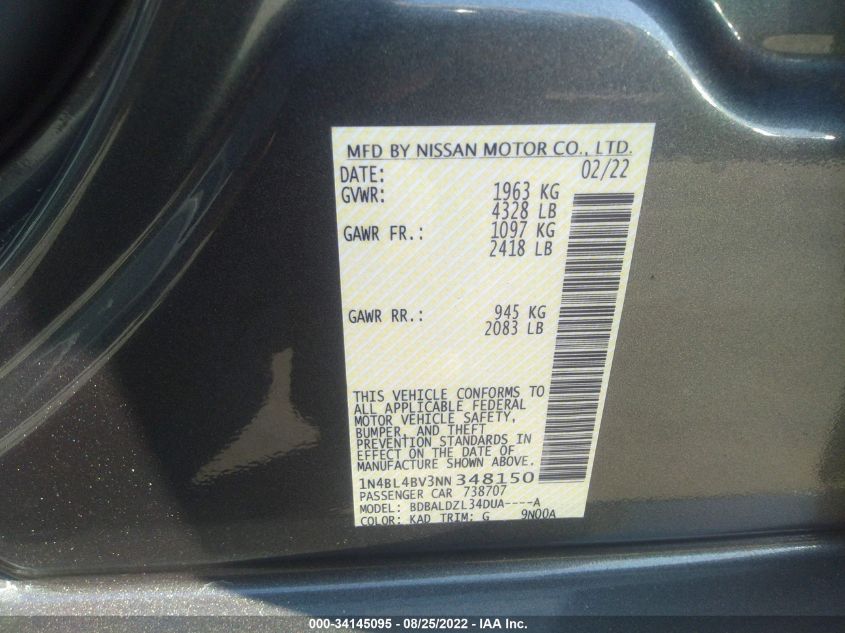 MFD BY NISSAN MOTOR CO., LTD.
DATE: 02/22
GVWR: 1963 KG
4328 LB
GAWR FR.: 1097 KG
2418 LB
GAWR RR.: 945 KG
2083 LB
THIS VEHICLE CONFORMS TO
ALL APPLICABLE FEDERAL
MOTOR VEHICLE SAFETY,
BUMPER, AND THEFT
PREVENTION STANDARDS IN
EFFECT ON THE DATE OF
MANUFACTURE SHOWN ABOVE.
1N4BL4BV3NN348150
PASSENGER CAR 738707
MODEL: BDBALDZL34DUA----A
COLOR: KAD TRIM: G 9N00A
000-34145095 - 08/25/2022 - IAA Inc.